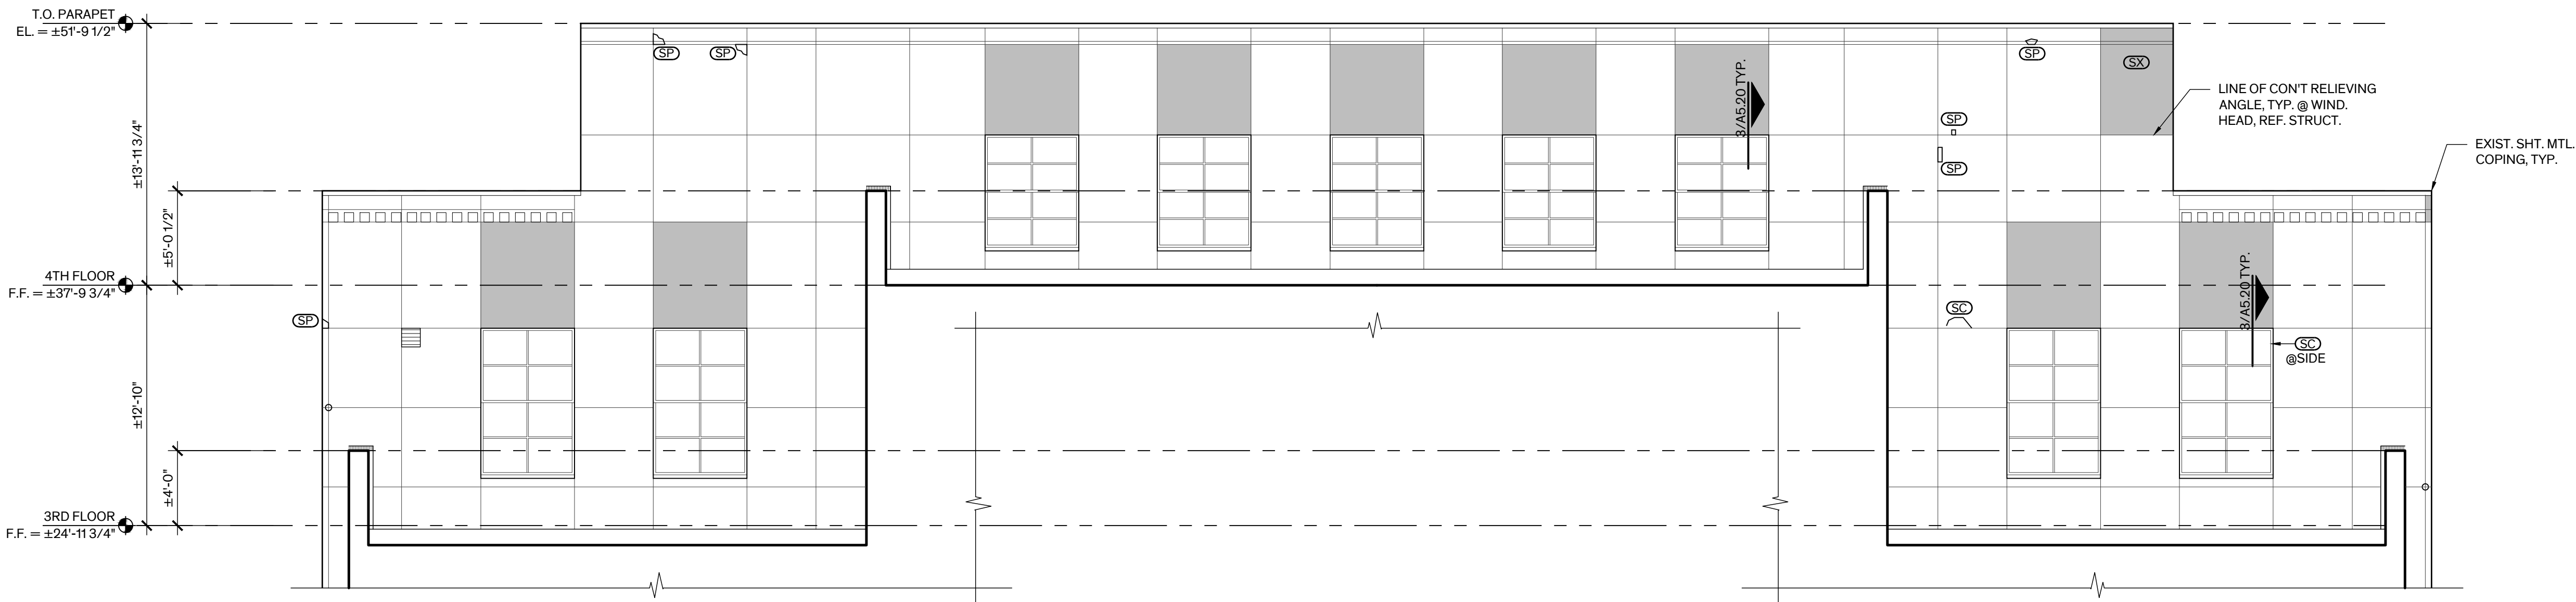 T.O. PARAPET
EL. = ±51'-9 1/2"
SP
SP
SP
SX
3/A5.20 TYP.
LINE OF CON'T RELIEVING
ANGLE, TYP. @ WIND.
HEAD, REF. STRUCT.
SP
SP
EXIST. SHT. MTL.
COPING, TYP.
±13'-11 3/4"
±5'-0 1/2"
4TH FLOOR
F.F. = ±37'-9 3/4"
SP
SC
3/A5.20 TYP.
SC
@SIDE
±12'-10"
±4'-0"
3RD FLOOR
F.F. = ±24'-11 3/4"